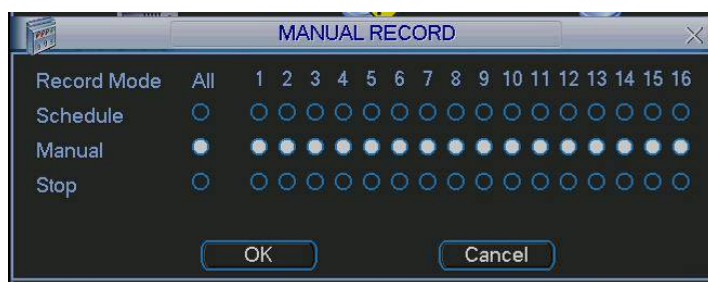 MANUAL RECORD
Record Mode All 1 2 3 4 5 6 7 8 9 10 11 12 13 14 15 16
Schedule
Manual
Stop
OK Cancel